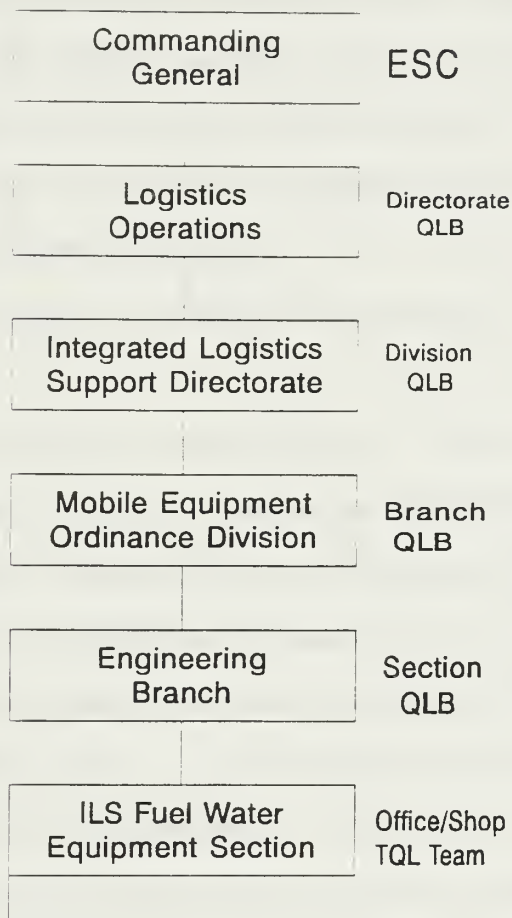 Commanding
General
ESC
Logistics
Operations
Directorate
QLB
Integrated Logistics
Support Directorate
Division
QLB
Mobile Equipment
Ordinance Division
Branch
QLB
Engineering
Branch
Section
QLB
ILS Fuel Water
Equipment Section
Office/Shop
TQL Team